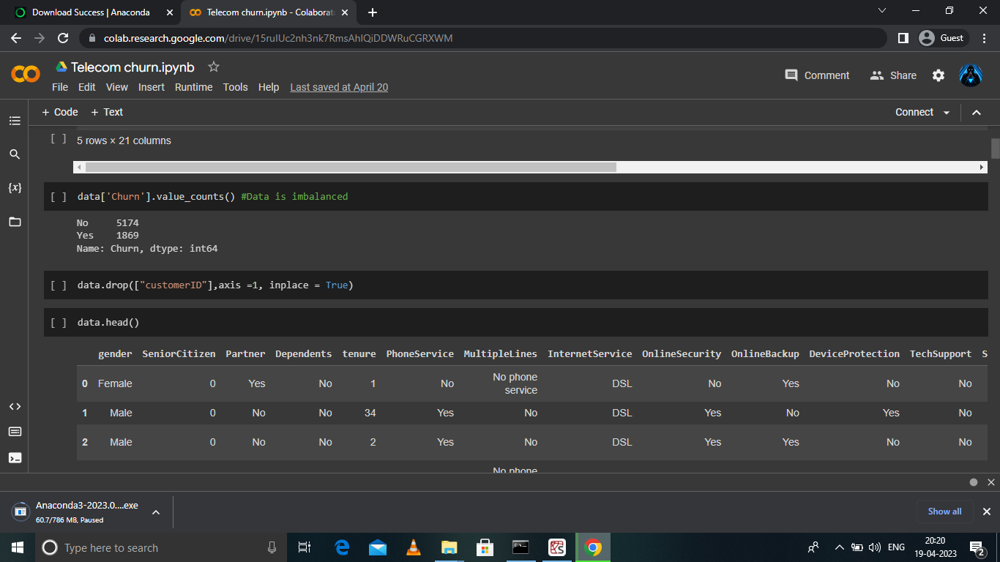 Download Success | Anaconda
Telecom churn.ipynb - Colaborat
colab.research.google.com/drive/15ruIUc2nh3nk7RmsAhlQiDDWRuCGRXWM
Guest
Telecom churn.ipynb
Comment Share
File Edit View Insert Runtime Tools Help Last saved at April 20
+ Code + Text Connect
[ ] 5 rows × 21 columns
[ ] data['Churn'].value_counts() #Data is imbalanced
No 5174
Yes 1869
Name: Churn, dtype: int64
[ ] data.drop(["customerID"],axis =1, inplace = True)
[ ] data.head()
gender SeniorCitizen Partner Dependents tenure PhoneService MultipleLines InternetService OnlineSecurity OnlineBackup DeviceProtection TechSupport S
0 Female 0 Yes No 1 No No phone service DSL No Yes No No
1 Male 0 No No 34 Yes No DSL Yes No Yes No
2 Male 0 No No 2 Yes No DSL Yes Yes No No
No phone
Anaconda3-2023.0....exe
60.7/786 MB, Paused
Show all
Type here to search
ENG
20:20
19-04-2023
2